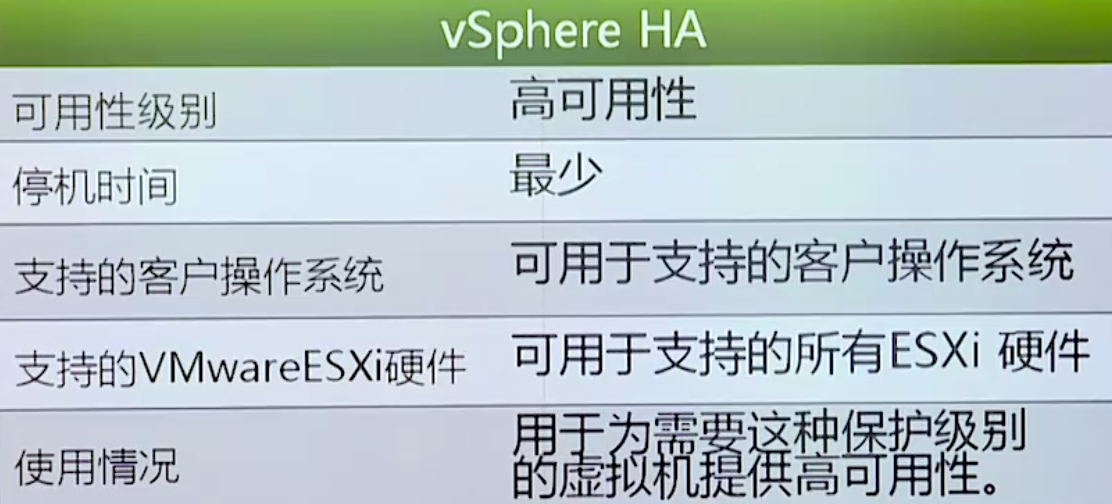 vSphere HA
可用性级别
高可用性
停机时间
最少
支持的客户操作系统
可用于支持的客户操作系统
支持的VMwareESXi硬件
可用于支持的所有ESXi 硬件
使用情况
用于为需要这种保护级别
的虚拟机提供高可用性。